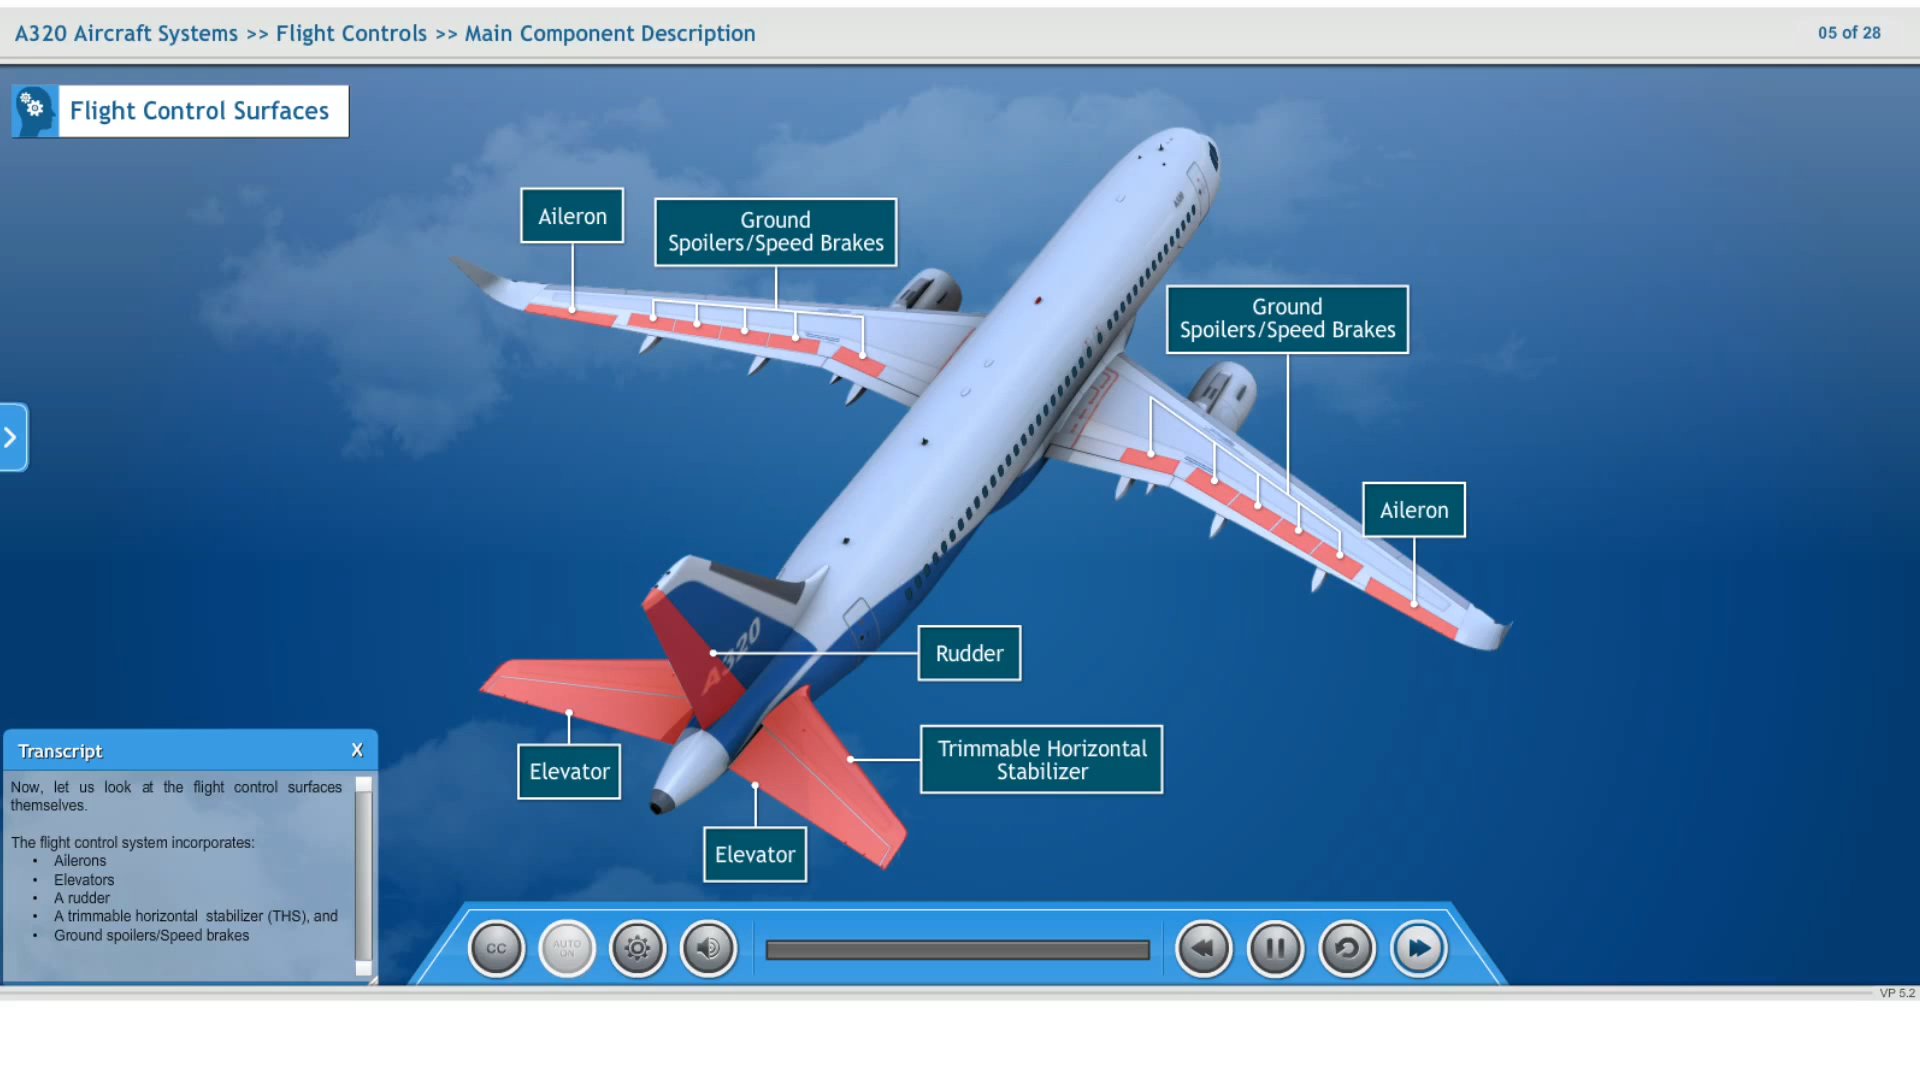 A320 Aircraft Systems >> Flight Controls >> Main Component Description
05 of 28
Flight Control Surfaces
Aileron
Ground
Spoilers/Speed Brakes
Ground
Spoilers/Speed Brakes
Aileron
A320
Rudder
Trimmable Horizontal
Stabilizer
Elevator
Elevator
Transcript X
Now, let us look at the flight control surfaces
themselves.
The flight control system incorporates:
• Ailerons
• Elevators
• A rudder
• A trimmable horizontal stabilizer (THS), and
• Ground spoilers/Speed brakes
CC
AUTO
ON
VP 5.2